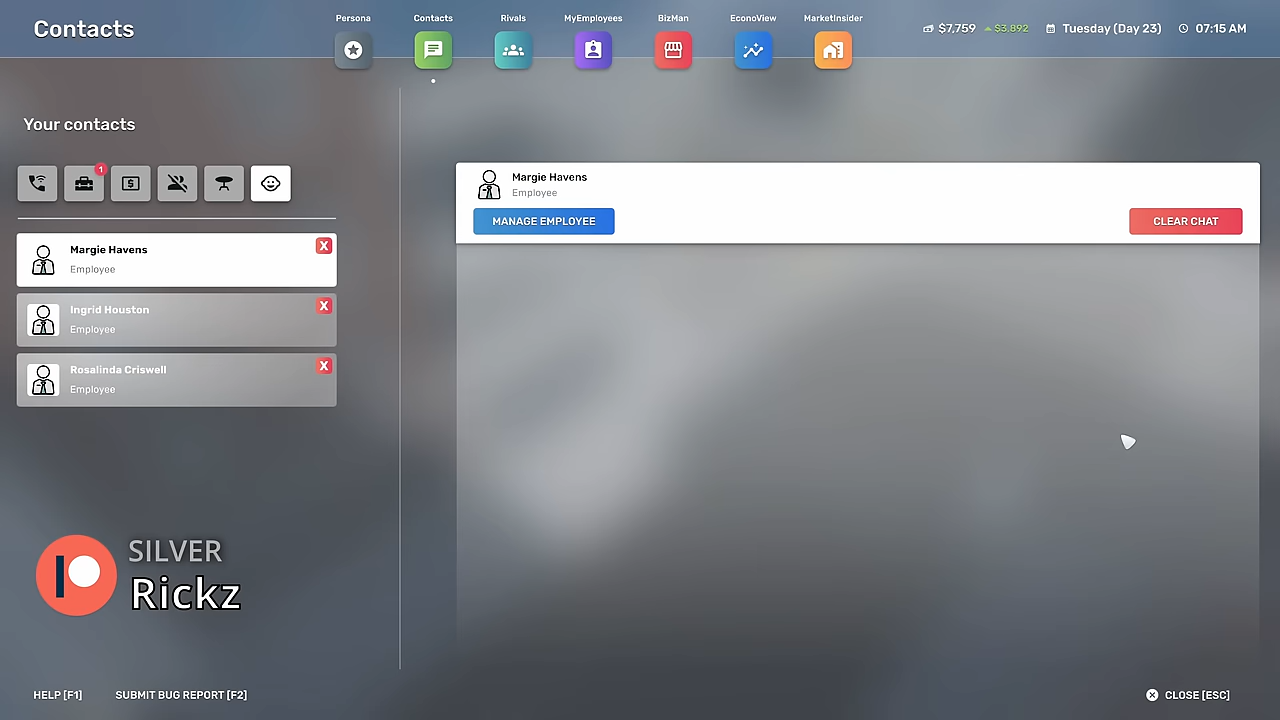 Contacts
Persona
Contacts
Rivals
MyEmployees
BizMan
EconoView
MarketInsider
$7,759 $3,892 Tuesday (Day 23) 07:15 AM
Your contacts
1
$
Margie Havens
Employee
X
Ingrid Houston
Employee
X
Rosalinda Criswell
Employee
X
Margie Havens
Employee
MANAGE EMPLOYEE
CLEAR CHAT
SILVER
Rickz
HELP [F1]
SUBMIT BUG REPORT [F2]
CLOSE [ESC]